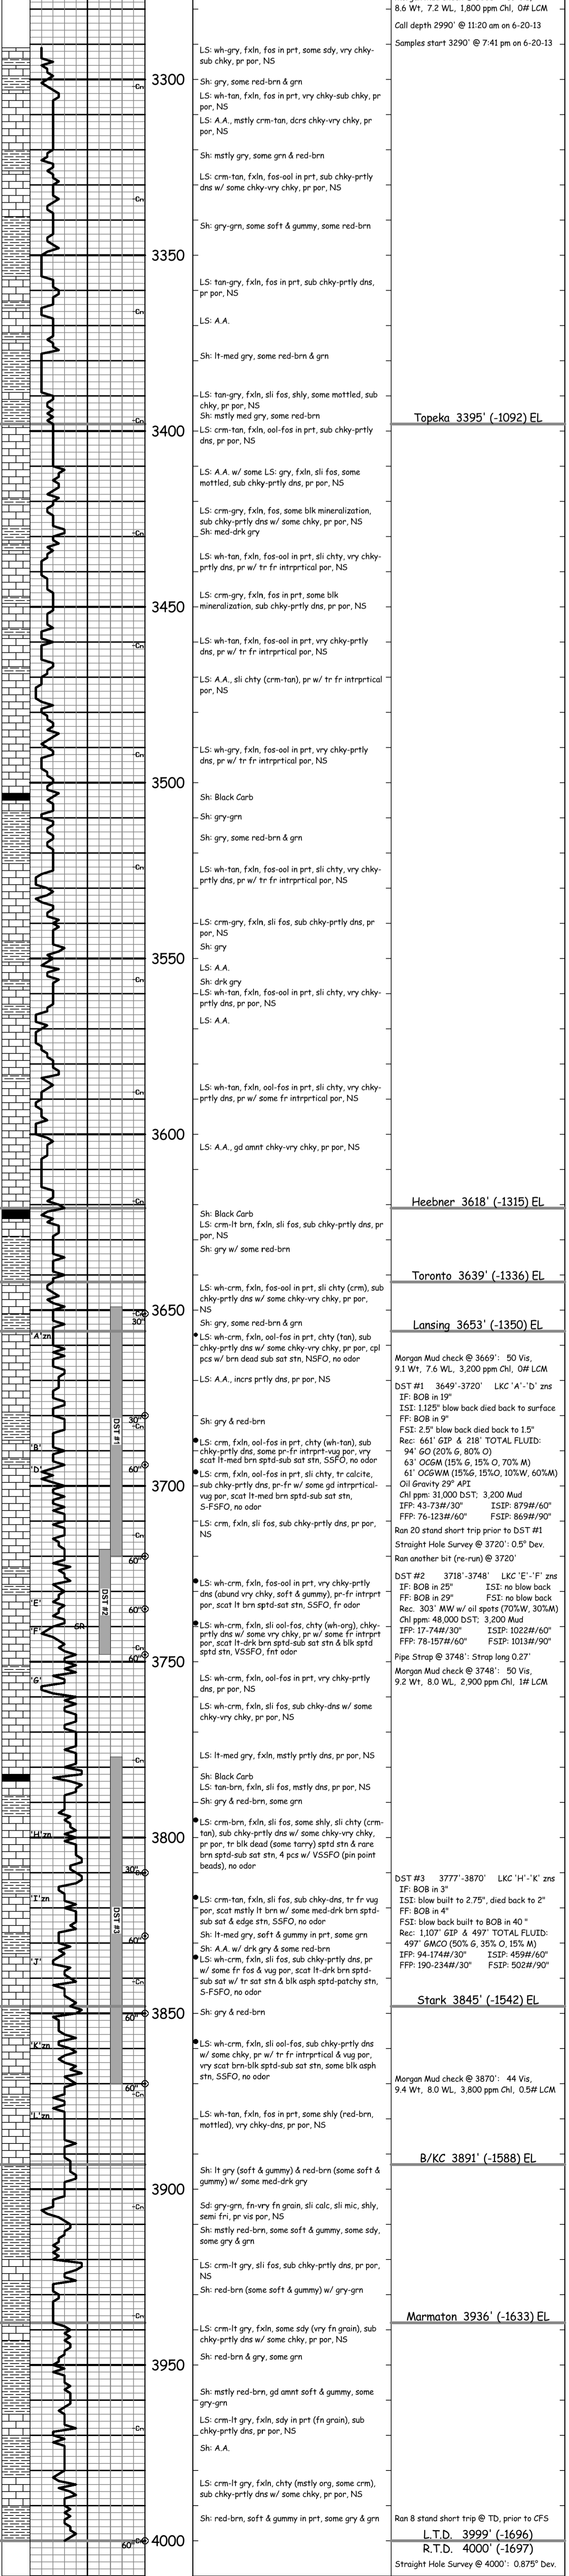 8.6 Wt, 7.2 WL, 1,800 ppm Chl, 0# LCM
Call depth 2990' @ 11:20 am on 6-20-13
Samples start 3290' @ 7:41 pm on 6-20-13
LS: wh-gry, fxln, fos in prt, some sdy, vry chky-
sub chky, pr por, NS
3300
Sh: gry, some red-brn & grn
-Cn
LS: wh-tan, fxln, fos in prt, vry chky-sub chky, pr
por, NS
LS: A.A., mstly crm-tan, dcrs chky-vry chky, pr
por, NS
Sh: mstly gry, some grn & red-brn
LS: crm-tan, fxln, fos-ool in prt, sub chky-prtly
dns w/ some chky-vry chky, pr por, NS
-Cn
Sh: gry-grn, some soft & gummy, some red-brn
3350
LS: tan-gry, fxln, fos in prt, sub chky-prtly dns,
pr por, NS
-Cn
LS: A.A.
Sh: lt-med gry, some red-brn & grn
LS: tan-gry, fxln, sli fos, shly, some mottled, sub
chky, pr por, NS
Sh: mstly med gry, some red-brn
Topeka 3395' (-1092) EL
-Cn
3400
LS: crm-tan, fxln, ool-fos in prt, sub chky-prtly
dns, pr por, NS
LS: A.A. w/ some LS: gry, fxln, sli fos, some
mottled, sub chky-prtly dns, pr por, NS
LS: crm-gry, fxln, fos, some blk mineralization,
sub chky-prtly dns w/ some chky, pr por, NS
Sh: med-drk gry
-Cn
LS: wh-tan, fxln, fos-ool in prt, sli chty, vry chky-
prtly dns, pr w/ tr fr intrprtical por, NS
LS: crm-gry, fxln, fos in prt, some blk
mineralization, sub chky-prtly dns, pr por, NS
3450
LS: wh-tan, fxln, fos-ool in prt, vry chky-prtly
dns, pr w/ tr fr intrprtical por, NS
-Cn
LS: A.A., sli chty (crm-tan), pr w/ tr fr intrprtical
por, NS
LS: wh-gry, fxln, fos-ool in prt, vry chky-prtly
dns, pr w/ tr fr intrprtical por, NS
-Cn
3500
Sh: Black Carb
Sh: gry-grn
Sh: gry, some red-brn & grn
-Cn
LS: wh-tan, fxln, fos-ool in prt, sli chty, vry chky-
prtly dns, pr w/ tr fr intrprtical por, NS
LS: crm-gry, fxln, sli fos, sub chky-prtly dns, pr
por, NS
Sh: gry
3550
LS: A.A.
-Cn
Sh: drk gry
LS: wh-tan, fxln, fos-ool in prt, sli chty, vry chky-
prtly dns, pr por, NS
LS: A.A.
LS: wh-tan, fxln, ool-fos in prt, sli chty, vry chky-
prtly dns, pr w/ some fr intrprtical por, NS
-Cn
3600
LS: A.A., gd amnt chky-vry chky, pr por, NS
-Cn
Heebner 3618' (-1315) EL
Sh: Black Carb
LS: crm-lt brn, fxln, sli fos, sub chky-prtly dns, pr
por, NS
Sh: gry w/ some red-brn
Toronto 3639' (-1336) EL
LS: wh-crm, fxln, fos-ool in prt, sli chty (crm), sub
chky-prtly dns w/ some chky-vry chky, pr por,
NS
3650
-Cn
30"
Sh: gry, some red-brn & grn
Lansing 3653' (-1350) EL
'A'zn
LS: wh-crm, fxln, ool-fos in prt, chty (tan), sub
chky-prtly dns w/ some chky-vry chky, pr por, cpl
pcs w/ brn dead sub sat stn, NSFO, no odor
Morgan Mud check @ 3669': 50 Vis,
9.1 Wt, 7.6 WL, 3,200 ppm Chl, 0# LCM
LS: A.A., incrs prtly dns, pr por, NS
DST #1 3649'-3720' LKC 'A'-'D' zns
IF: BOB in 19"
ISI: 1.125" blow back died back to surface
FF: BOB in 9"
FSI: 2.5" blow back died back to 1.5"
Rec: 661' GIP & 218' TOTAL FLUID:
94' GO (20% G, 80% O)
63' OCGM (15% G, 15% O, 70% M)
61' OCGWM (15%G, 15%O, 10%W, 60%M)
Oil Gravity 29° API
Chl ppm: 31,000 DST; 3,200 Mud
IFP: 43-73#/30" ISIP: 879#/60"
FFP: 76-123#/60" FSIP: 869#/90"
Ran 20 stand short trip prior to DST #1
Straight Hole Survey @ 3720': 0.5° Dev.
Ran another bit (re-run) @ 3720'
30"
-Cn
DST #1
Sh: gry & red-brn
'B'
LS: crm, fxln, ool-fos in prt, chty (wh-tan), sub
chky-prtly dns, some pr-fr intrprt-vug por, vry
scat lt-med brn sptd-sub sat stn, SSFO, no odor
60"
'D'
LS: crm, fxln, ool-fos in prt, sli chty, tr calcite,
sub chky-prtly dns, pr-fr w/ some gd intrprtical-
vug por, scat lt-med brn sptd-sub sat stn,
S-FSFO, no odor
3700
LS: crm, fxln, sli fos, sub chky-prtly dns, pr por,
NS
-Cn
60"
DST #2 3718'-3748' LKC 'E'-'F' zns
IF: BOB in 25" ISI: no blow back
FF: BOB in 29" FSI: no blow back
Rec. 303' MW w/ oil spots (70%W, 30%M)
Chl ppm: 48,000 DST; 3,200 Mud
IFP: 17-74#/30" ISIP: 1022#/60"
FFP: 78-157#/60" FSIP: 1013#/90"
Pipe Strap @ 3748': Strap long 0.27'
Morgan Mud check @ 3748': 50 Vis,
9.2 Wt, 8.0 WL, 2,900 ppm Chl, 1# LCM
DST #2
LS: wh-crm, fxln, fos-ool in prt, vry chky-prtly
dns (abund vry chky, soft & gummy), pr-fr intrprt
por, scat lt brn sptd-sat stn, SSFO, fr odor
'E'
60"
'F'
LS: wh-crm, fxln, sli ool-fos, chty (wh-org), chky-
prtly dns w/ some vry chky, pr w/ some fr intrprt
por, scat lt-drk brn sptd-sub sat stn & blk sptd
sptd stn, VSSFO, fnt odor
-Cn
60"
3750
'G'
LS: wh-crm, fxln, ool-fos in prt, vry chky-prtly
dns, pr por, NS
LS: wh-crm, fxln, sli fos, sub chky-dns w/ some
chky-vry chky, pr por, NS
LS: lt-med gry, fxln, mstly prtly dns, pr por, NS
-Cn
Sh: Black Carb
LS: tan-brn, fxln, sli fos, mstly dns, pr por, NS
Sh: gry & red-brn, some grn
LS: crm-brn, fxln, sli fos, some shly, sli chty (crm-
tan), sub chky-prtly dns w/ some chky-vry chky,
pr por, tr blk dead (some tarry) sptd stn & rare
brn sptd-sub sat stn, 4 pcs w/ VSSFO (pin point
beads), no odor
'H'zn
3800
30"
-Cn
DST #3 3777'-3870' LKC 'H'-'K' zns
IF: BOB in 3"
ISI: blow built to 2.75", died back to 2"
FF: BOB in 4"
FSI: blow back built to BOB in 40 "
Rec: 1,107' GIP & 497' TOTAL FLUID:
497' GMCO (50% G, 35% O, 15% M)
FFP: 94-174#/30" ISIP: 459#/60"
FFP: 190-234#/30" FSIP: 502#/90"
'I'zn
LS: crm-tan, fxln, sli fos, sub chky-dns, tr fr vug
por, scat mstly lt brn w/ some med-drk brn sptd-
sub sat & edge stn, SSFO, no odor
DST #3
Sh: lt-med gry, soft & gummy in prt, some grn
60"
Sh: A.A. w/ drk gry & some red-brn
LS: wh-crm, fxln, sli fos, sub chky-prtly dns, pr
w/ some fr fos & vug por, scat lt-drk brn sptd-
sub sat w/ tr sat stn & blk asph sptd-patchy stn,
S-FSFO, no odor
'J'
-Cn
Stark 3845' (-1542) EL
Sh: gry & red-brn
3850
60"
'K'zn
LS: wh-crm, fxln, sli ool-fos, sub chky-prtly dns
w/ some chky, pr w/ tr fr intrprtical & vug por,
vry scat brn-blk sptd-sub sat stn, some blk asph
stn, SSFO, no odor
60"
-Cn
Morgan Mud check @ 3870': 44 Vis,
9.4 Wt, 8.0 WL, 3,800 ppm Chl, 0.5# LCM
'L'zn
LS: wh-tan, fxln, fos in prt, some shly (red-brn,
mottled), vry chky-dns, pr por, NS
B/KC 3891' (-1588) EL
Sh: lt gry (soft & gummy) & red-brn (some soft &
gummy) w/ some med-drk gry
3900
-Cn
Sd: gry-grn, fn-vry fn grain, sli calc, sli mic, shly,
semi fri, pr vis por, NS
Sh: mstly red-brn, some soft & gummy, some sdy,
some gry & grn
LS: crm-lt gry, sli fos, sub chky-prtly dns, pr por,
NS
Sh: red-brn (some soft & gummy) w/ gry-grn
-Cn
Marmaton 3936' (-1633) EL
LS: crm-lt gry, fxln, some sdy (vry fn grain), sub
chky-prtly dns w/ some chky, pr por, NS
Sh: red-brn & gry, some grn
3950
Sh: mstly red-brn, gd amnt soft & gummy, some
gry-grn
LS: crm-lt gry, fxln, sdy in prt (fn grain), sub
chky-prtly dns, pr por, NS
-Cn
Sh: A.A.
LS: crm-lt gry, fxln, chty (mstly org, some crm),
sub chky-prtly dns w/ some chky, pr por, NS
-Cn
Sh: red-brn, soft & gummy in prt, some gry & grn
Ran 8 stand short trip @ TD, prior to CFS
L.T.D. 3999' (-1696)
4000
60"
-Cn
R.T.D. 4000' (-1697)
Straight Hole Survey @ 4000': 0.875° Dev.